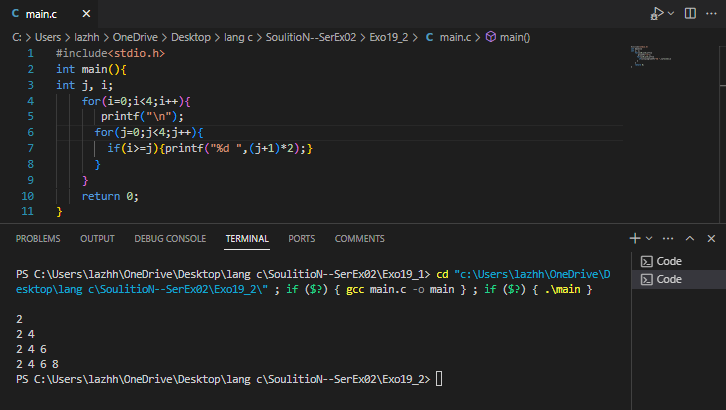 C main.c ×
C: > Users > lazhh > OneDrive > Desktop > lang c > SoulitioN--SerEx02 > Exo19_2 > C main.c > main()
1 #include<stdio.h>
2 int main(){
3 int j, i;
4 for(i=0;i<4;i++){
5 printf("\n");
6 for(j=0;j<4;j++){
7 if(i>=j){printf("%d ",(j+1)*2);}
8 }
9 }
10 return 0;
11 }
PROBLEMS OUTPUT DEBUG CONSOLE TERMINAL PORTS COMMENTS
PS C:\Users\lazhh\OneDrive\Desktop\lang c\SoulitioN--SerEx02\Exo19_1> cd "c:\Users\lazhh\OneDrive\D
esktop\lang c\SoulitioN--SerEx02\Exo19_2\" ; if ($?) { gcc main.c -o main } ; if ($?) { .\main }
2
2 4
2 4 6
2 4 6 8
PS C:\Users\lazhh\OneDrive\Desktop\lang c\SoulitioN--SerEx02\Exo19_2>
Code
Code